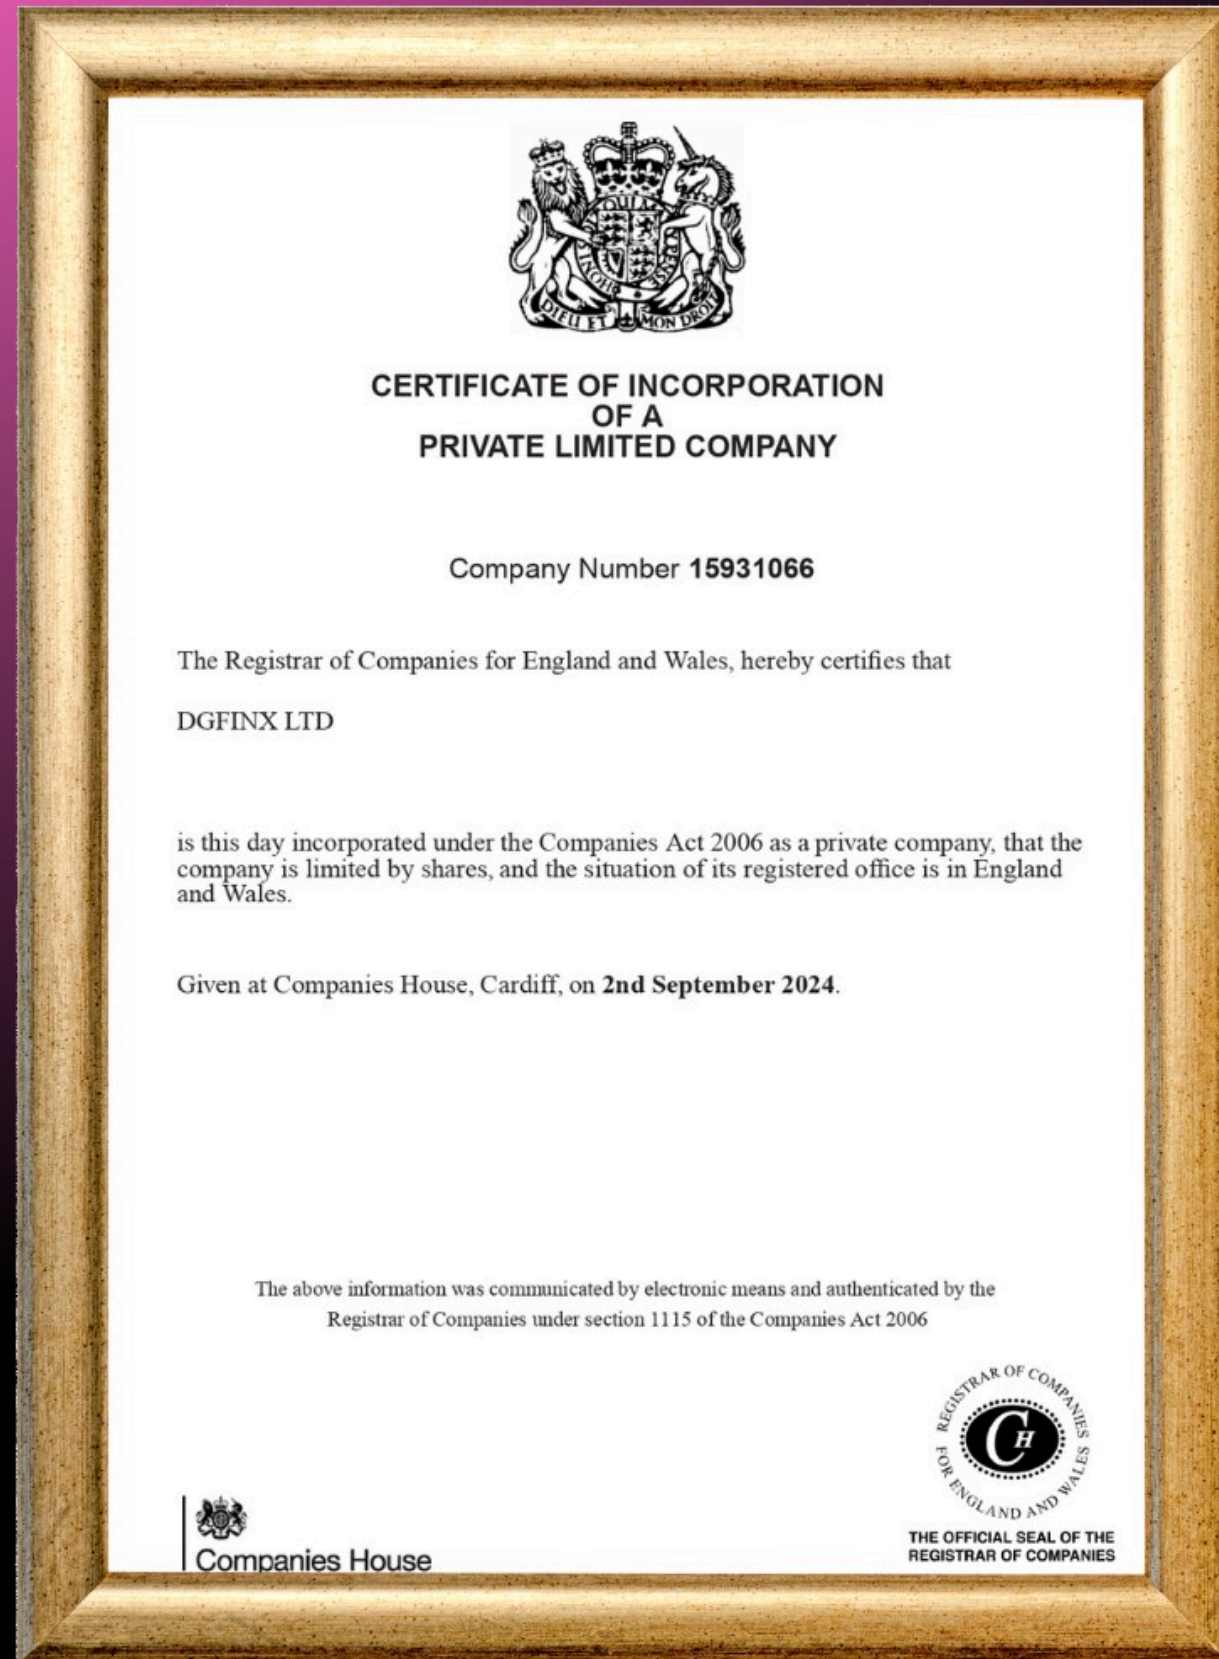 QUI
INOH
RENSE
DIEU ET MON DROIT
CERTIFICATE OF INCORPORATION
OF A
PRIVATE LIMITED COMPANY
Company Number 15931066
The Registrar of Companies for England and Wales, hereby certifies that
DGFINX LTD
is this day incorporated under the Companies Act 2006 as a private company, that the
company is limited by shares, and the situation of its registered office is in England
and Wales.
Given at Companies House, Cardiff, on 2nd September 2024.
The above information was communicated by electronic means and authenticated by the
Registrar of Companies under section 1115 of the Companies Act 2006
REGISTRAR OF COMPANIES
FOR ENGLAND AND WALES
CH
THE OFFICIAL SEAL OF THE
REGISTRAR OF COMPANIES
Companies House